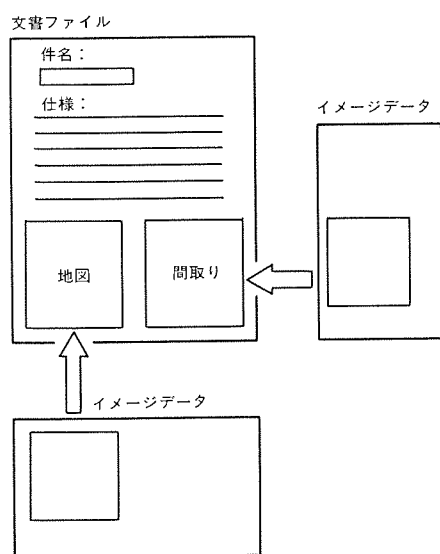 文書ファイル
件名：
仕様：
イメージデータ
地図
間取り
イメージデータ